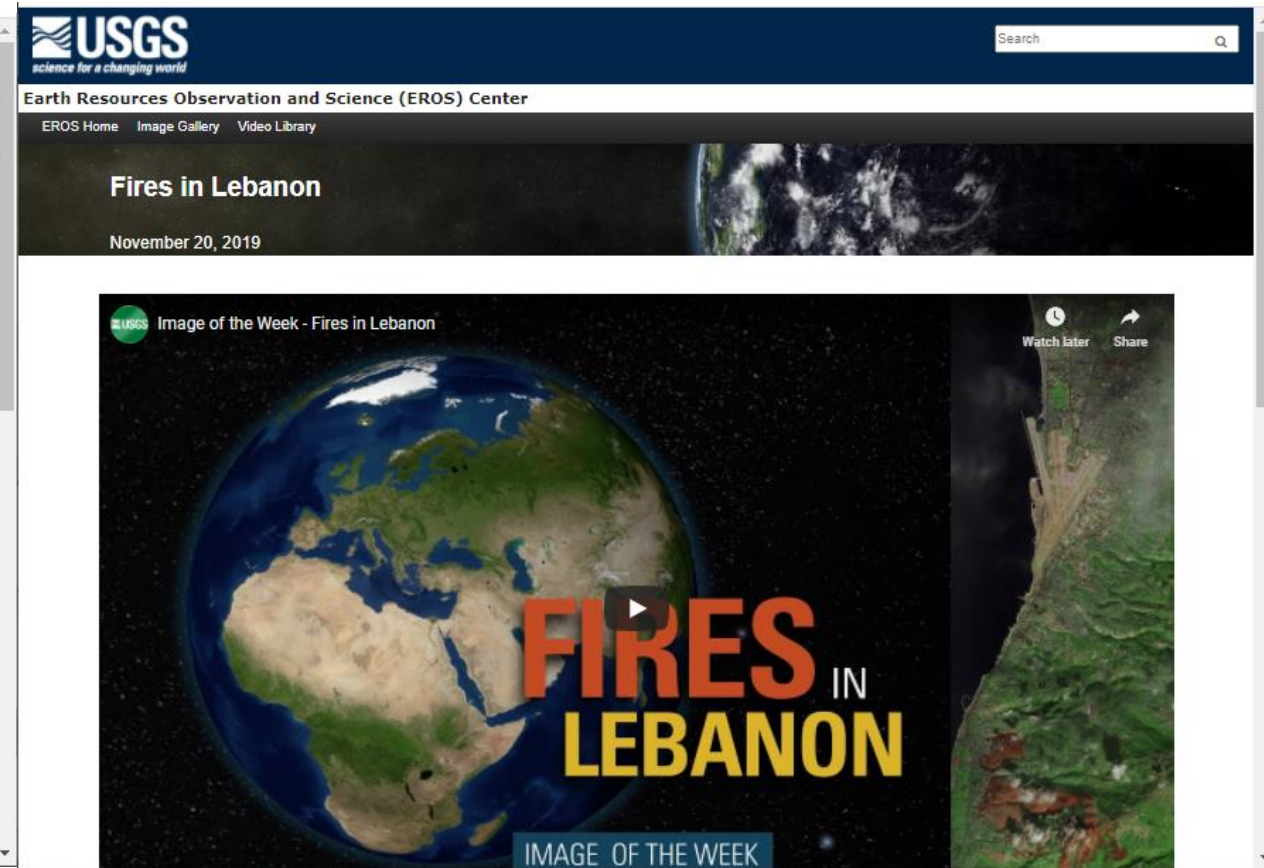 USGS
science for a changing world
Search
Earth Resources Observation and Science (EROS) Center
EROS Home Image Gallery Video Library
Fires in Lebanon
November 20, 2019
USGS Image of the Week - Fires in Lebanon
Watch later Share
FIRES IN
LEBANON
IMAGE OF THE WEEK